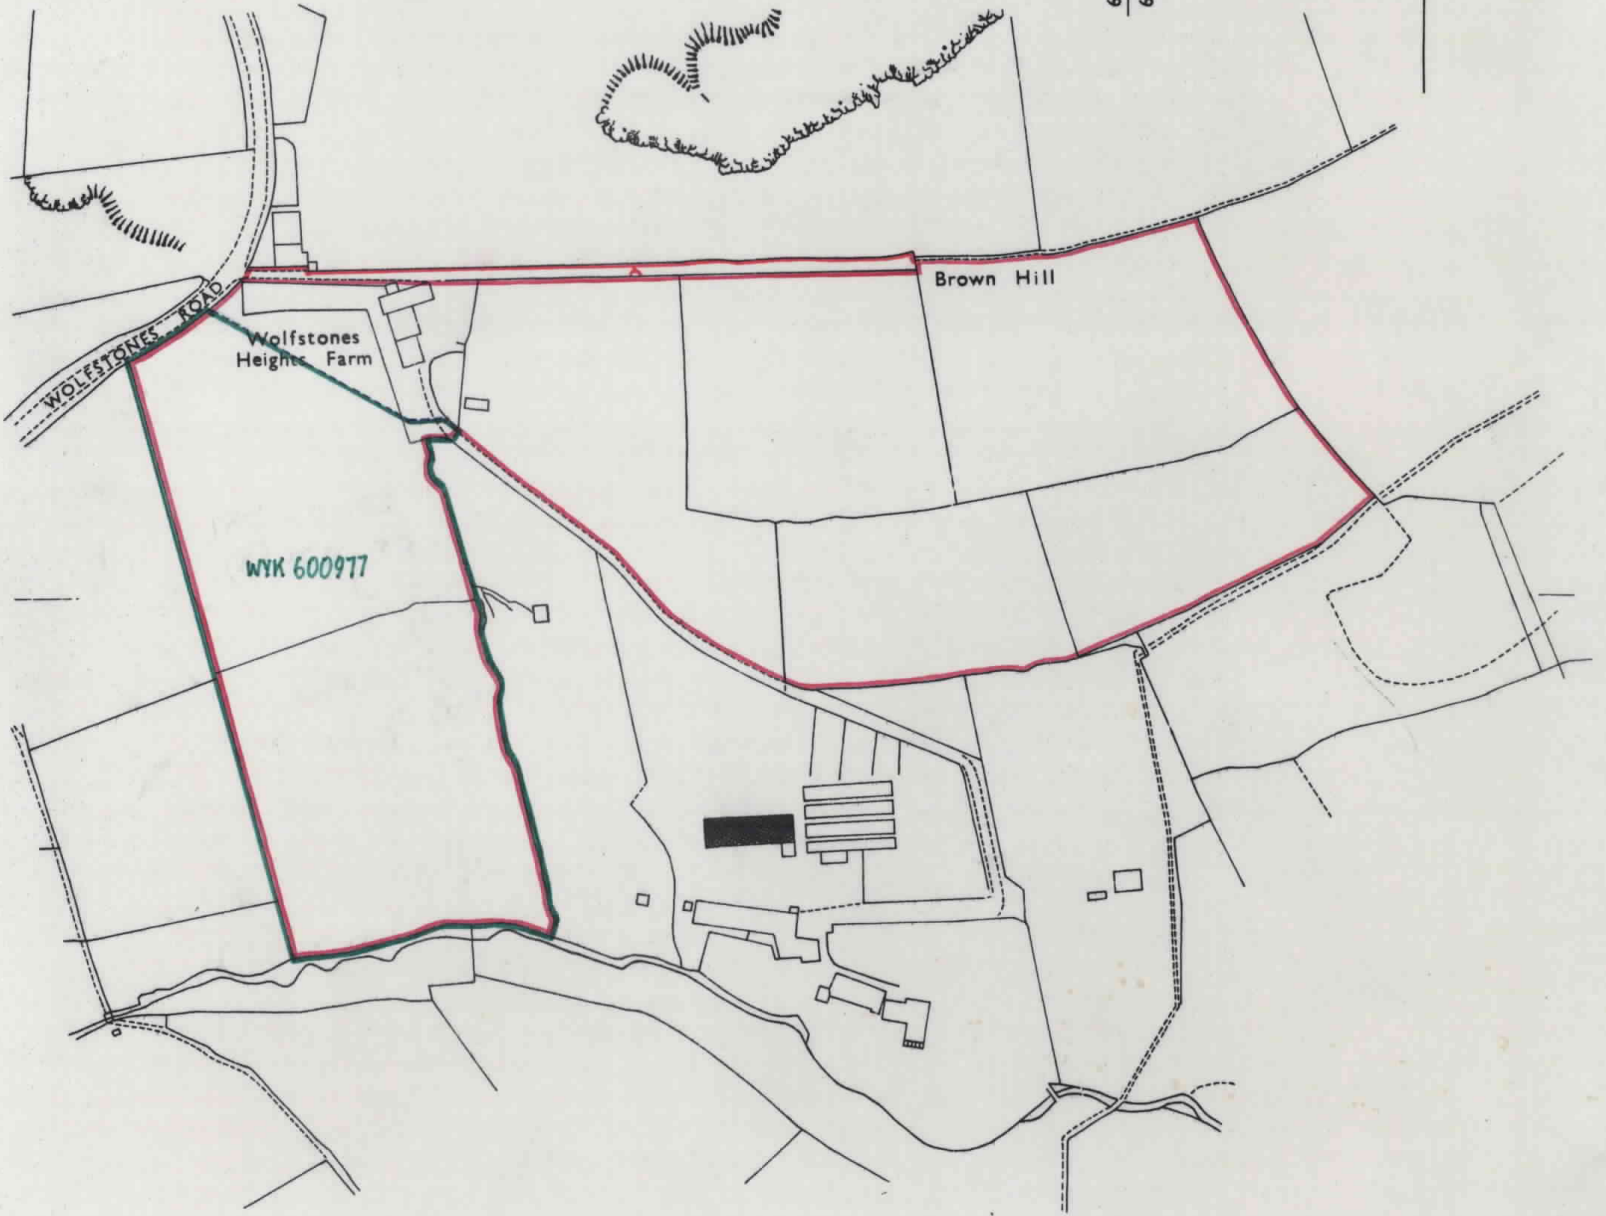 Brown Hill
WOLFSTONES ROAD
Wolfstones
Heights Farm
WYK 600977